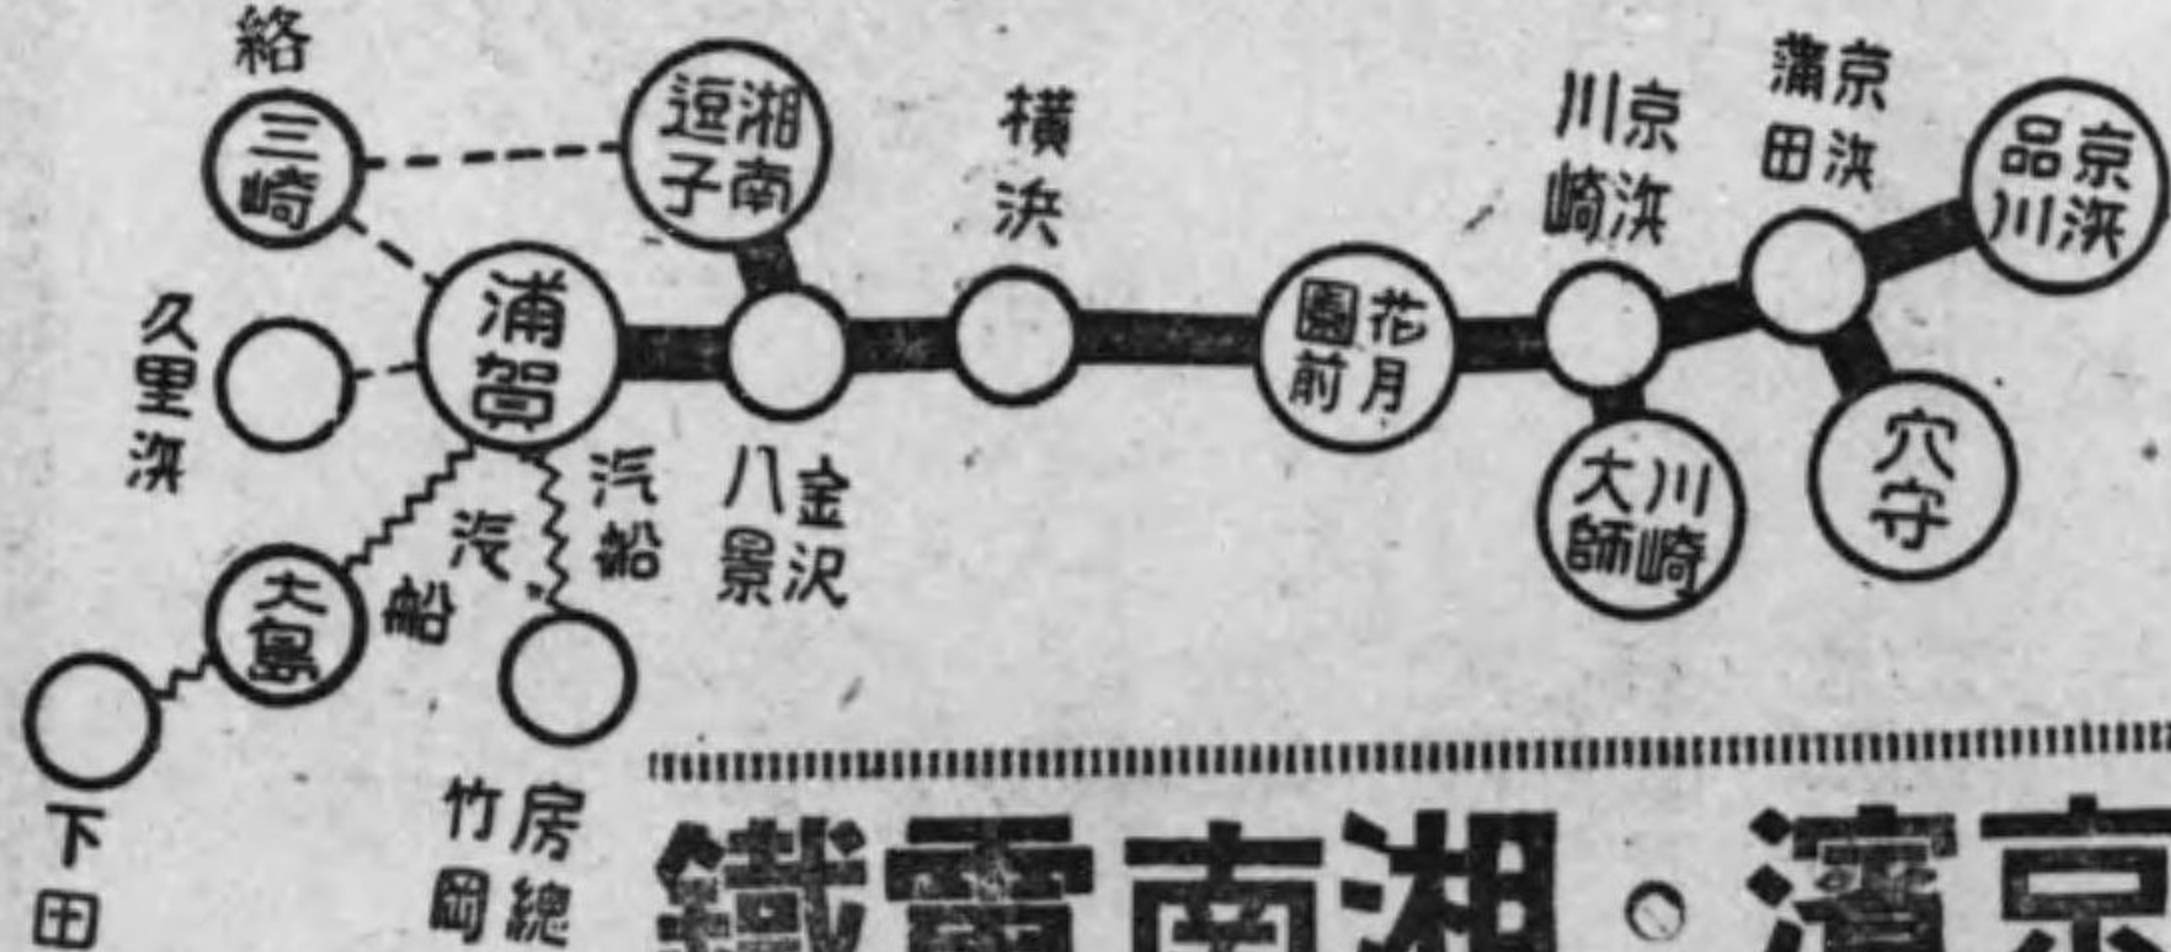 京浜
品川
京浜
蒲田
穴守
京浜
川崎
川崎
大師
花月
園前
横浜
金沢
八景
湘南
逗子
浦賀
汽船
汽船
房総
竹岡
絡
三崎
久里浜
大島
下田
京濱・湘南電鐵